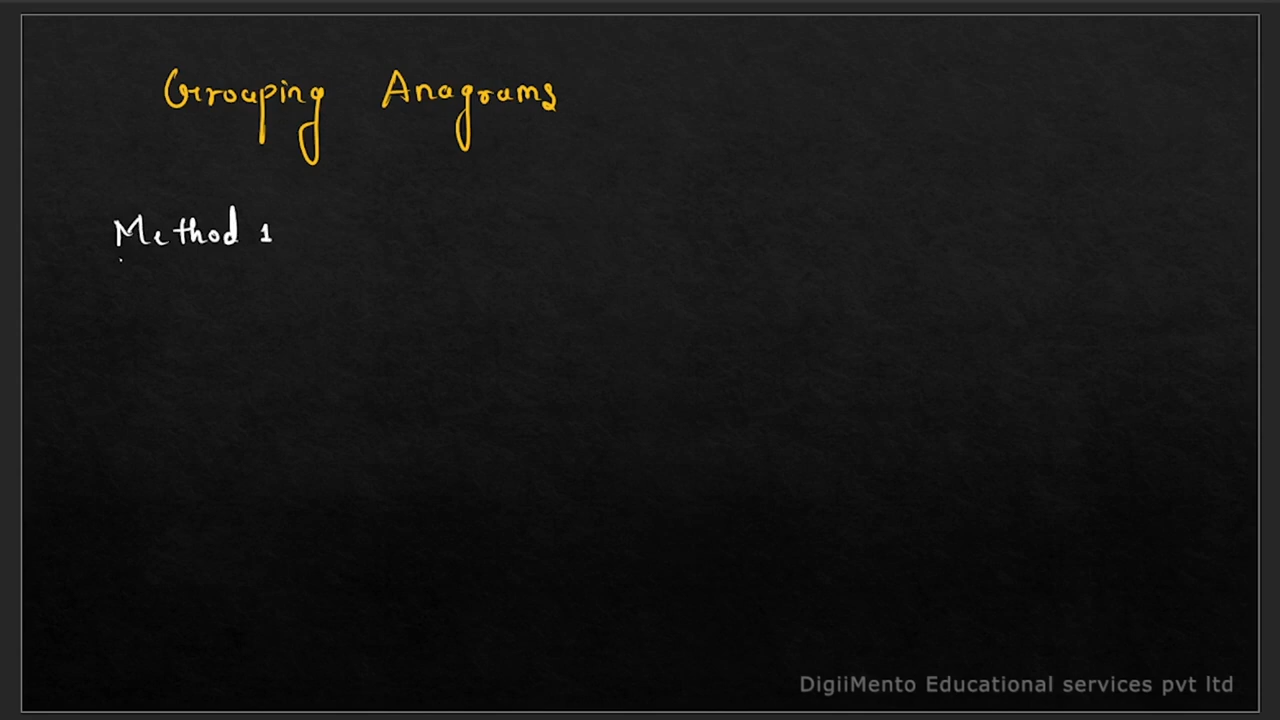 Grouping Anagrams
Method 1
DigiiMento Educational services pvt ltd